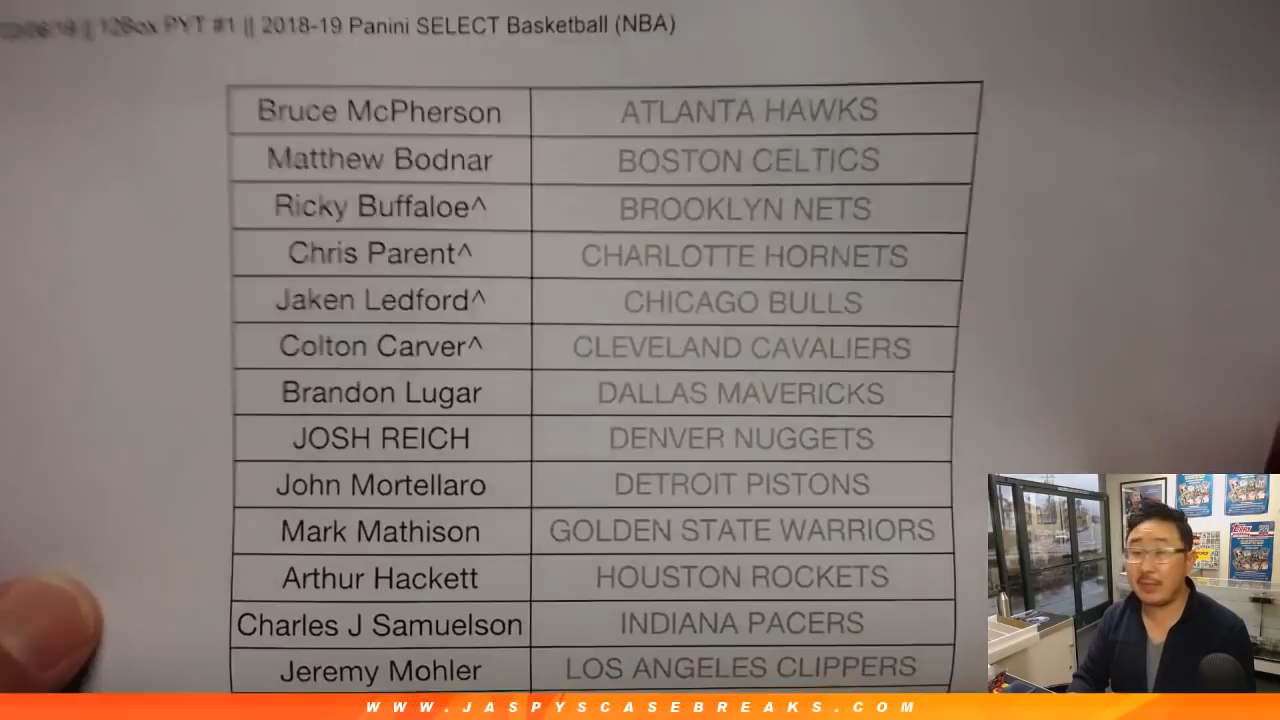 12Box PYT #1 || 2018-19 Panini SELECT Basketball (NBA)
Bruce McPherson ATLANTA HAWKS
Matthew Bodnar BOSTON CELTICS
Ricky Buffaloe^ BROOKLYN NETS
Chris Parent^ CHARLOTTE HORNETS
Jaken Ledford^ CHICAGO BULLS
Colton Carver^ CLEVELAND CAVALIERS
Brandon Lugar DALLAS MAVERICKS
JOSH REICH DENVER NUGGETS
John Mortellaro DETROIT PISTONS
Mark Mathison GOLDEN STATE WARRIORS
Arthur Hackett HOUSTON ROCKETS
Charles J Samuelson INDIANA PACERS
Jeremy Mohler LOS ANGELES CLIPPERS
WWW.JASPYSCASEBREAKS.COM